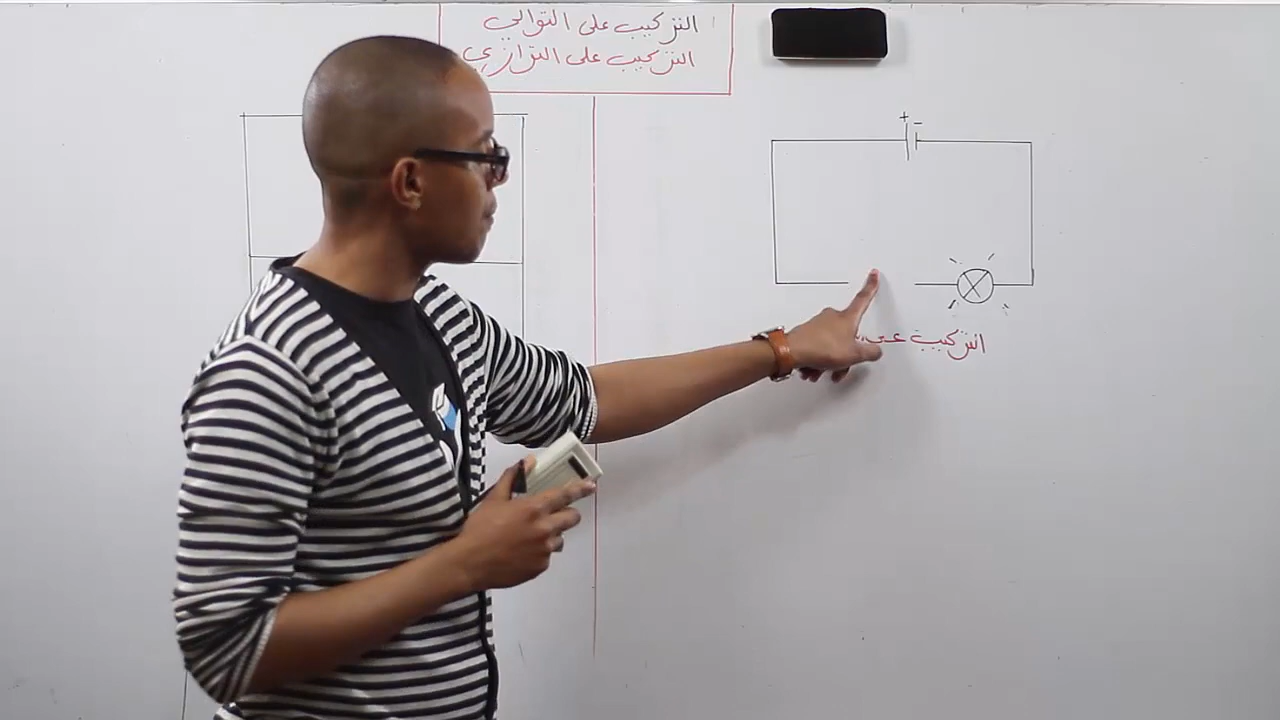 التركيب على التوالي
التركيب على التوازي
+ -
التركيب